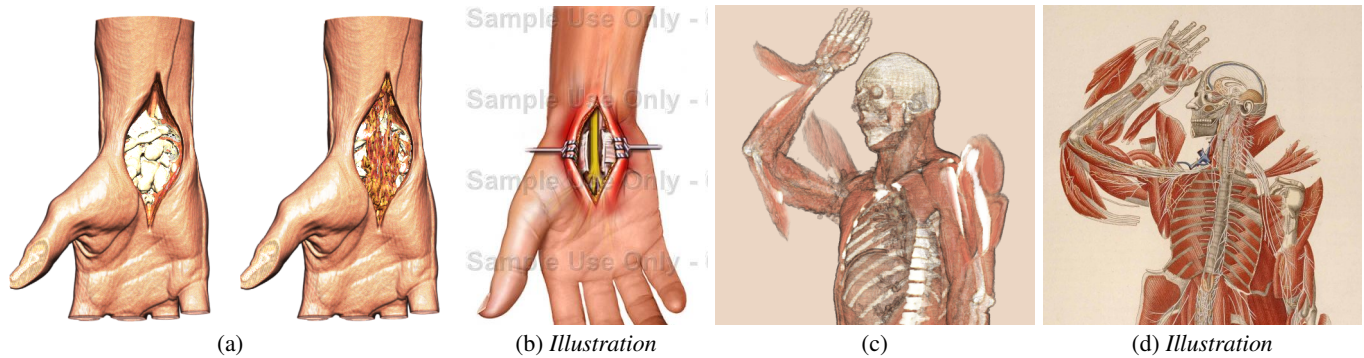 Sample Use Only -
Sample Use Only -
Sample Use Only -
Sample Use Only -
(a)
(b) Illustration
(c)
(d) Illustration